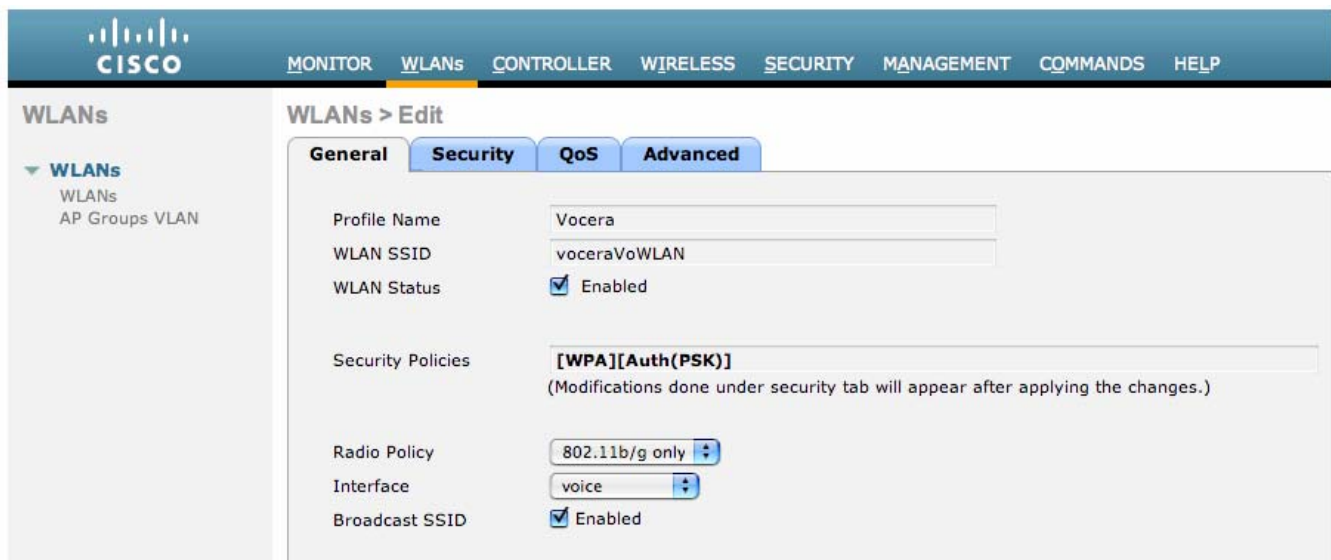 CISCO
MONITOR WLANs CONTROLLER WIRELESS SECURITY MANAGEMENT COMMANDS HELP
WLANs
WLANs
WLANs
AP Groups VLAN
WLANs > Edit
General Security QoS Advanced
Profile Name Vocera
WLAN SSID voceraVoWLAN
WLAN Status Enabled
Security Policies [WPA][Auth(PSK)]
(Modifications done under security tab will appear after applying the changes.)
Radio Policy 802.11b/g only
Interface voice
Broadcast SSID Enabled